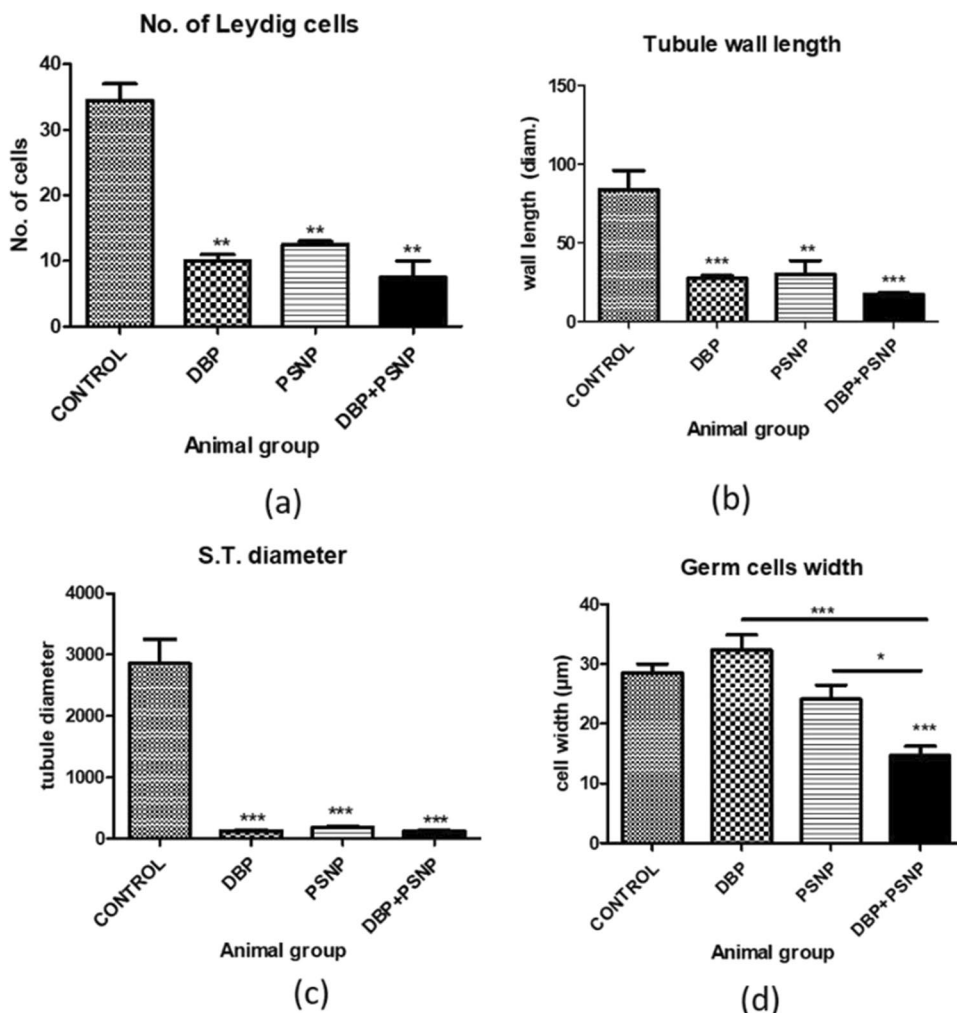 No. of Leydig cells
No. of cells
40
30
20
10
0
**
**
**
CONTROL
DBP
PSNP
DBP+PSNP
Animal group
(a)
Tubule wall length
wall length (diam.)
150
100
50
0
***
**
***
CONTROL
DBP
PSNP
DBP+PSNP
Animal group
(b)
S.T. diameter
tubule diameter
4000
3000
2000
1000
0
***
***
***
CONTROL
DBP
PSNP
DBP+PSNP
Animal group
(c)
Germ cells width
cell width (µm)
40
30
20
10
0
***
*
***
CONTROL
DBP
PSNP
DBP+PSNP
Animal group
(d)